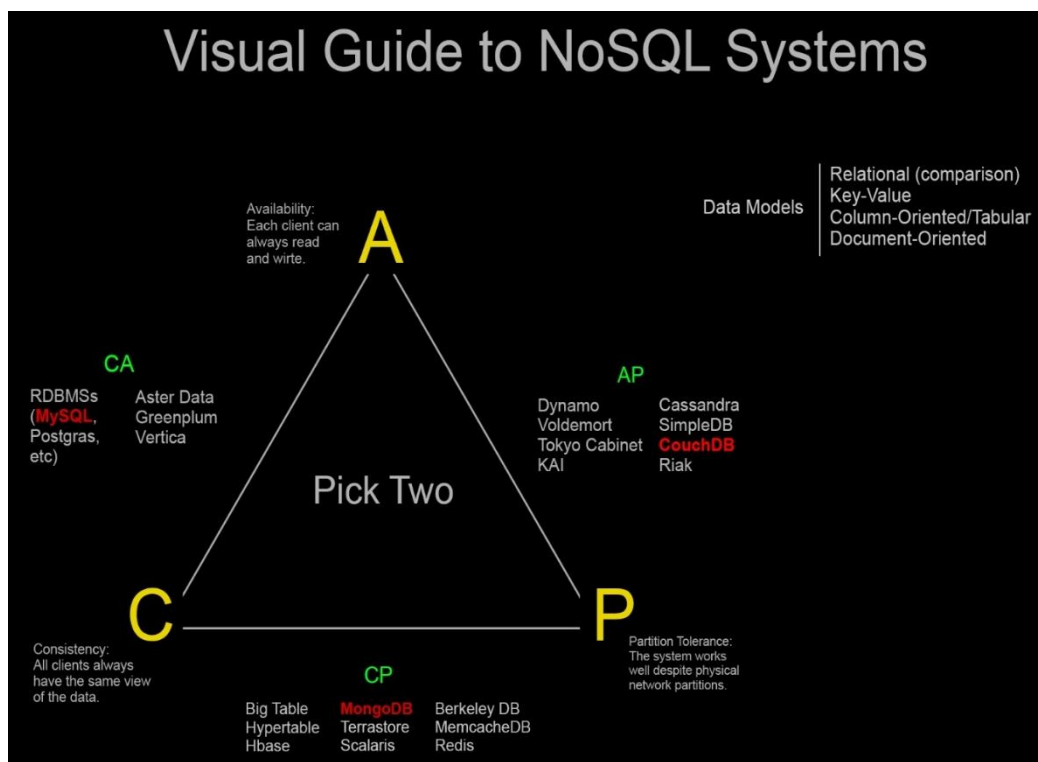 Visual Guide to NoSQL Systems
Data Models
Relational (comparison)
Key-Value
Column-Oriented/Tabular
Document-Oriented
Availability:
Each client can
always read
and wirte.
A
CA
RDBMSs
(MySQL,
Postgras,
etc)
Aster Data
Greenplum
Vertica
AP
Dynamo
Voldemort
Tokyo Cabinet
KAI
Cassandra
SimpleDB
CouchDB
Riak
Pick Two
C
Consistency:
All clients always
have the same view
of the data.
P
Partition Tolerance:
The system works
well despite physical
network partitions.
CP
Big Table
Hypertable
Hbase
MongoDB
Terrastore
Scalaris
Berkeley DB
MemcacheDB
Redis